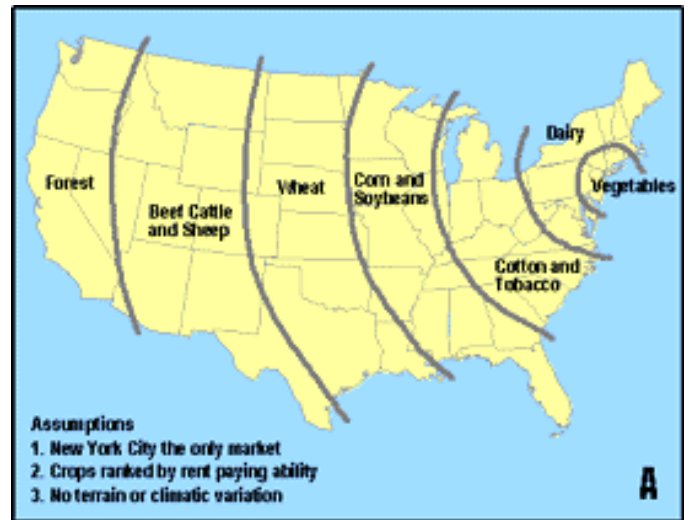 Dairy
Forest
Wheat
Corn and
Soybeans
Vegetables
Beef Cattle
and Sheep
Cotton and
Tobacco
Assumptions
1. New York City the only market
2. Crops ranked by rent paying ability
3. No terrain or climatic variation
A